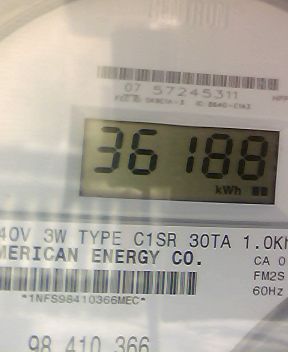 07 57245311
36188
kWh
40V 3W TYPE C1SR 30TA 1.0Kh
MERICAN ENERGY CO.
CA 0
FM2S
60Hz
*1NFS98410366MEC*
98 410 366